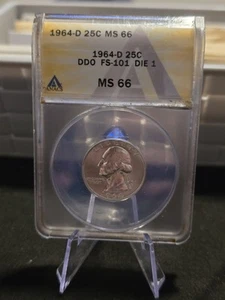 1964-D 25C MS 66
1964-D 25C
DDO FS-101 DIE 1
MS 66